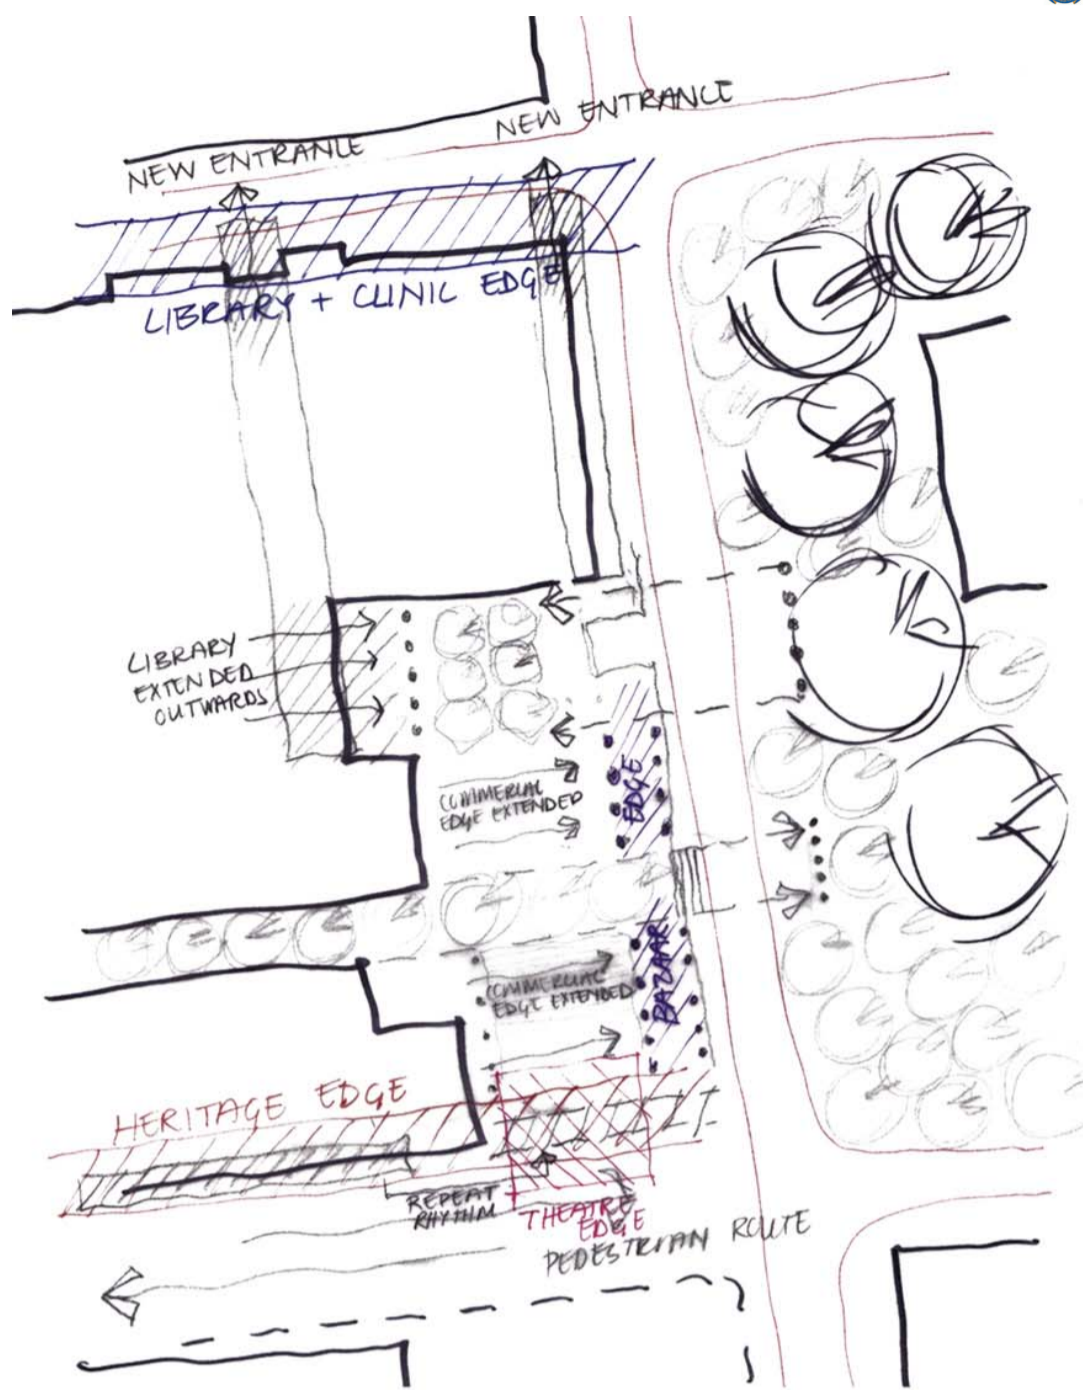 NEW ENTRANCE
NEW ENTRANCE
LIBRARY + CLINIC EDGE
LIBRARY
EXTENDED
OUTWARDS
COMMERCIAL
EDGE EXTENDED
EDGE
BAZAAR
COMMERCIAL
EDGE EXTENDED
HERITAGE EDGE
REPEAT
RHYTHM
THEATRE
EDGE
PEDESTRIAN ROUTE